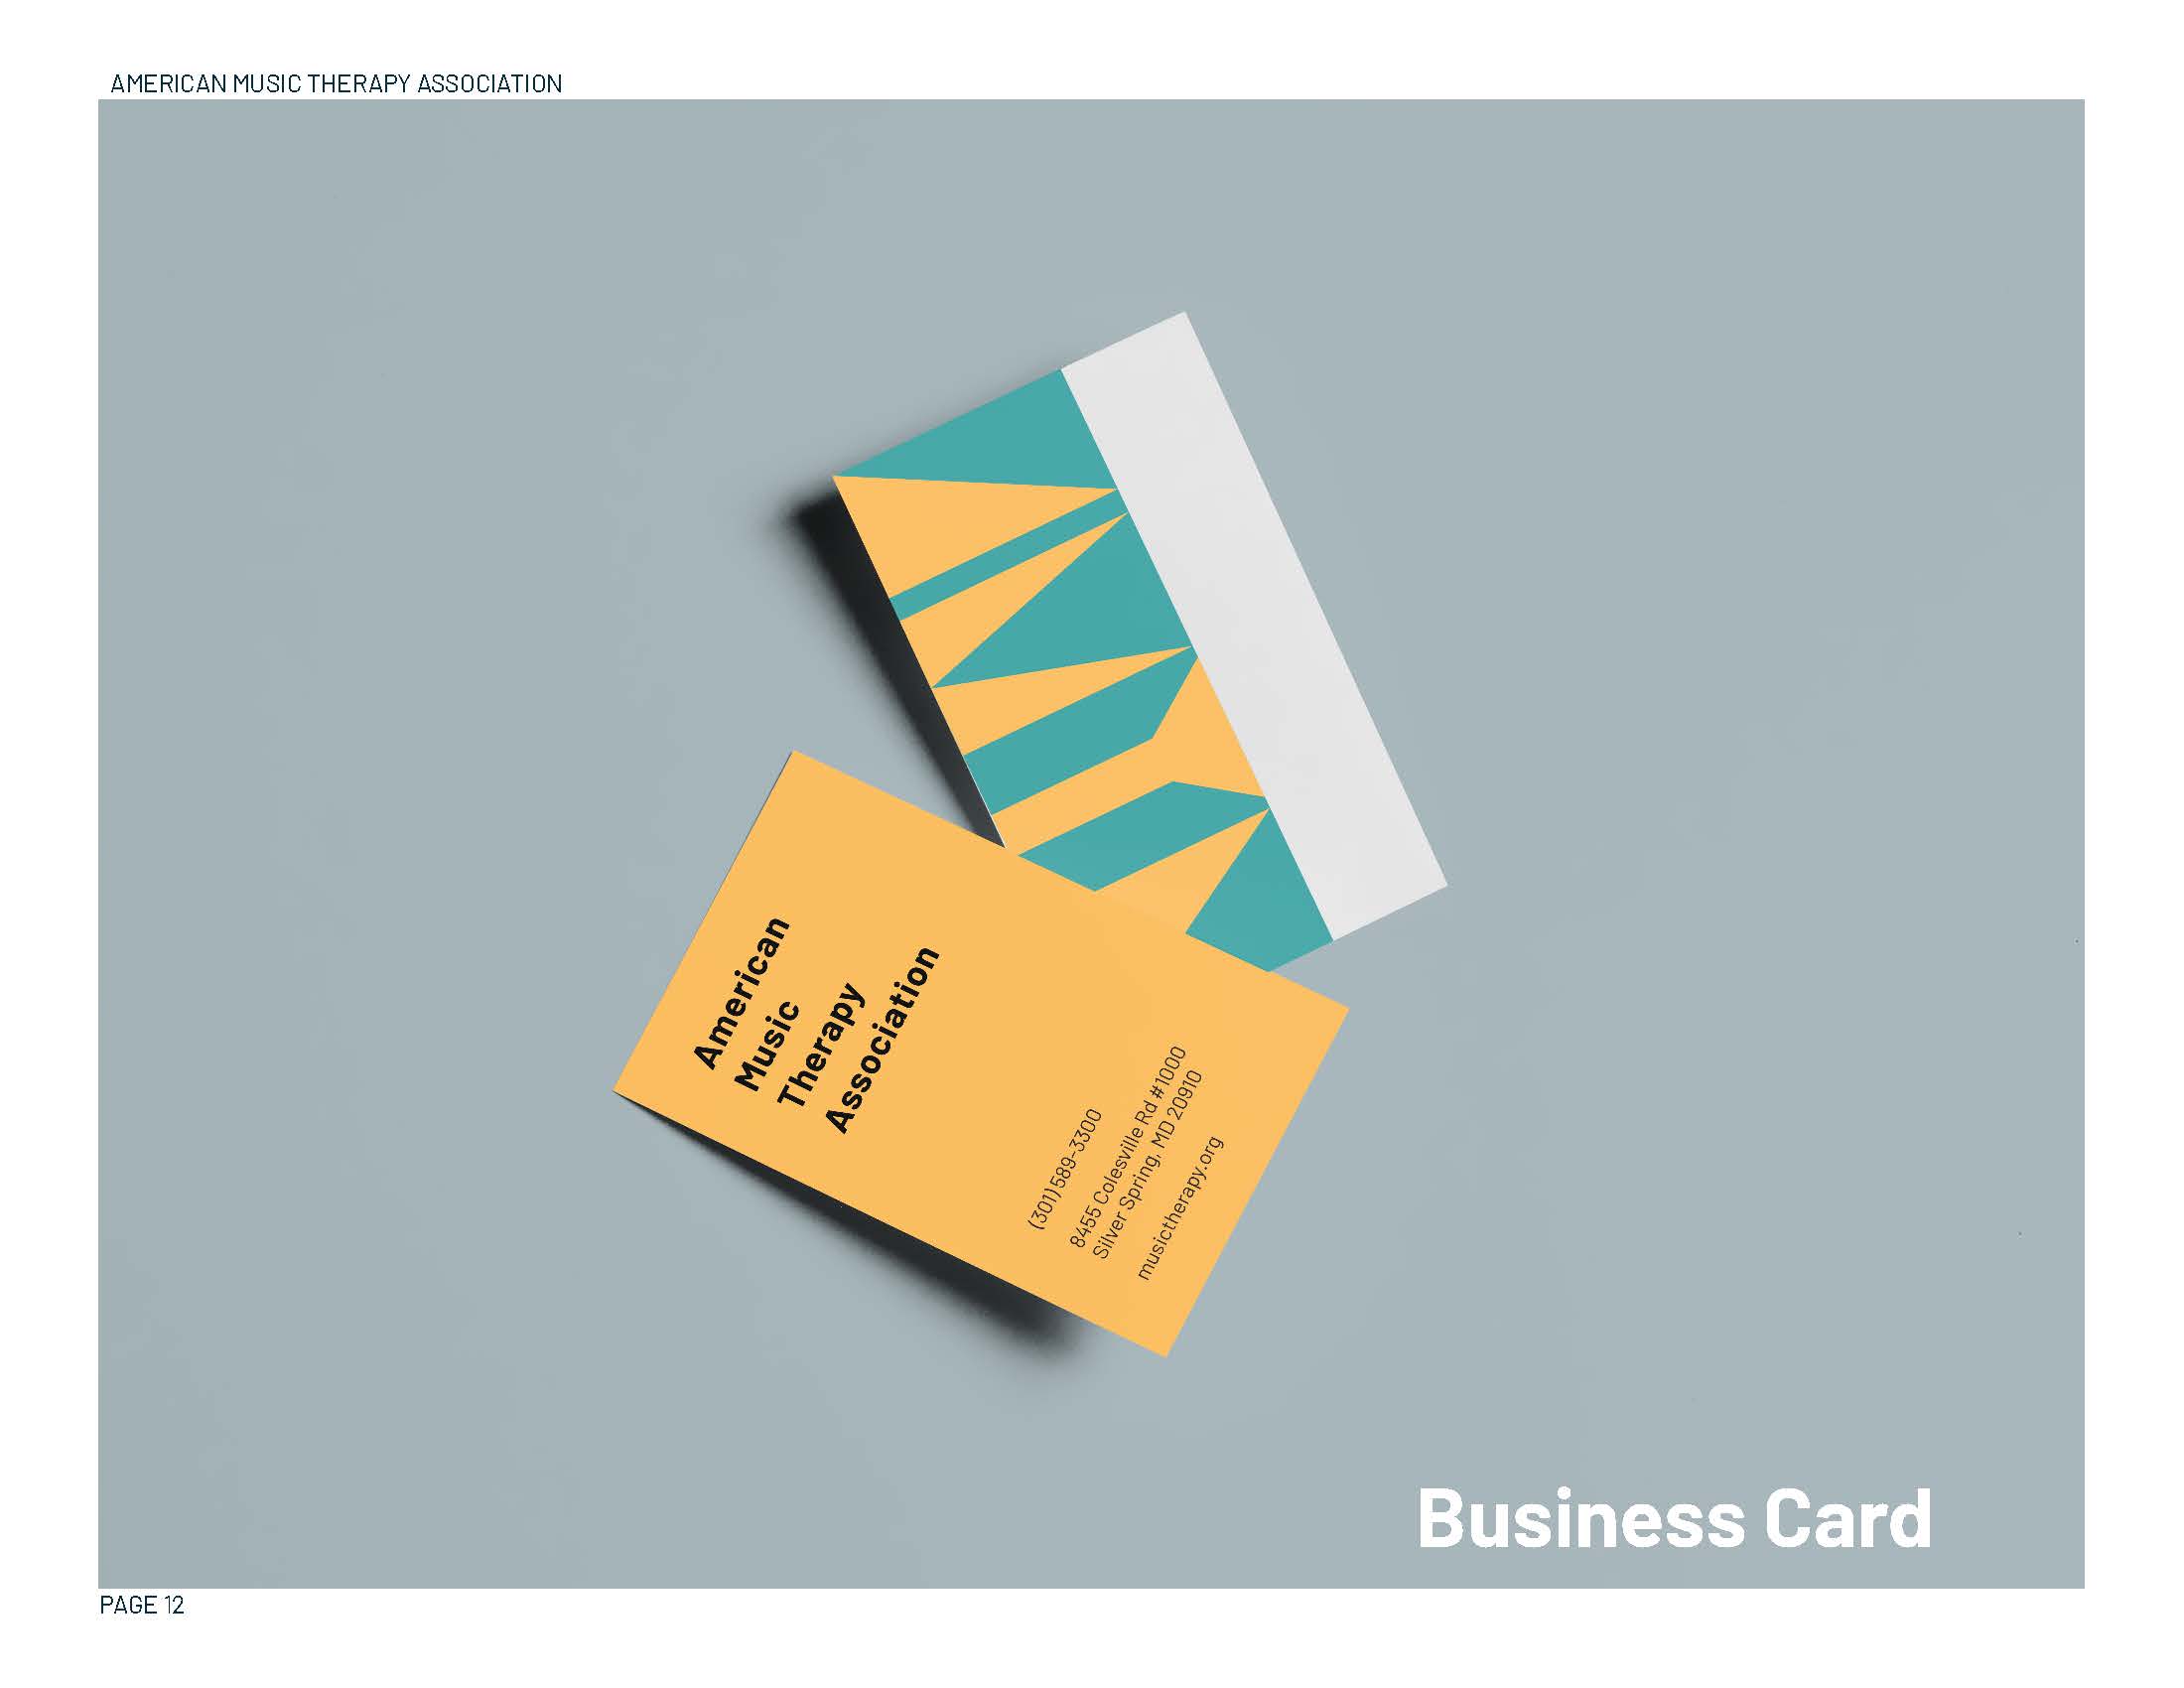 AMERICAN MUSIC THERAPY ASSOCIATION
American
Music
Therapy
Association
(301) 589-3300
8455 Colesville Rd #1000
Silver Spring, MD 20910
musictherapy.org
Business Card
PAGE 12